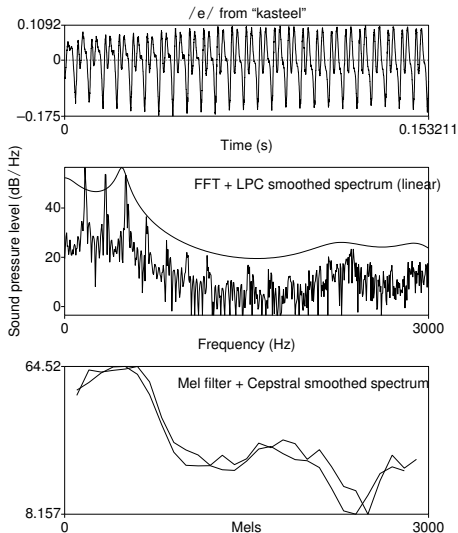 /e/ from “kasteel”
0.1092
0
−0.175
0 0.153211
Time (s)
FFT + LPC smoothed spectrum (linear)
Sound pressure level (dB/Hz)
40
20
0
0 3000
Frequency (Hz)
64.52
Mel filter + Cepstral smoothed spectrum
8.157
0 Mels 3000